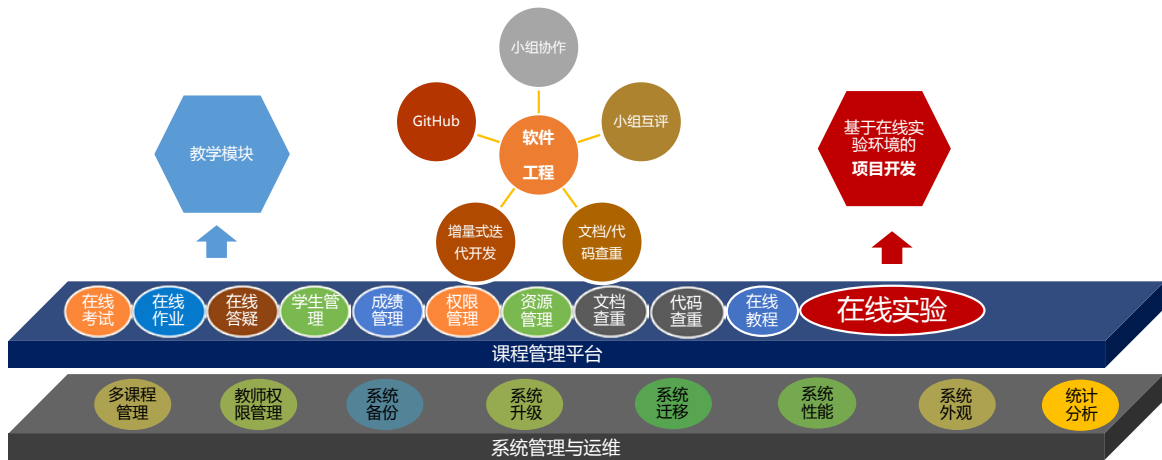 小组协作
GitHub
小组互评
软件
工程
教学模块
基于在线实
验环境的
项目开发
增量式迭
代开发
文档/代
码查重
在线
考试
在线
作业
在线
答疑
学生管
理
成绩
管理
权限
管理
资源
管理
文档
查重
代码
查重
在线
教程
在线实验
课程管理平台
多课程
管理
教师权
限管理
系统
备份
系统
升级
系统
迁移
系统
性能
系统
外观
统计
分析
系统管理与运维